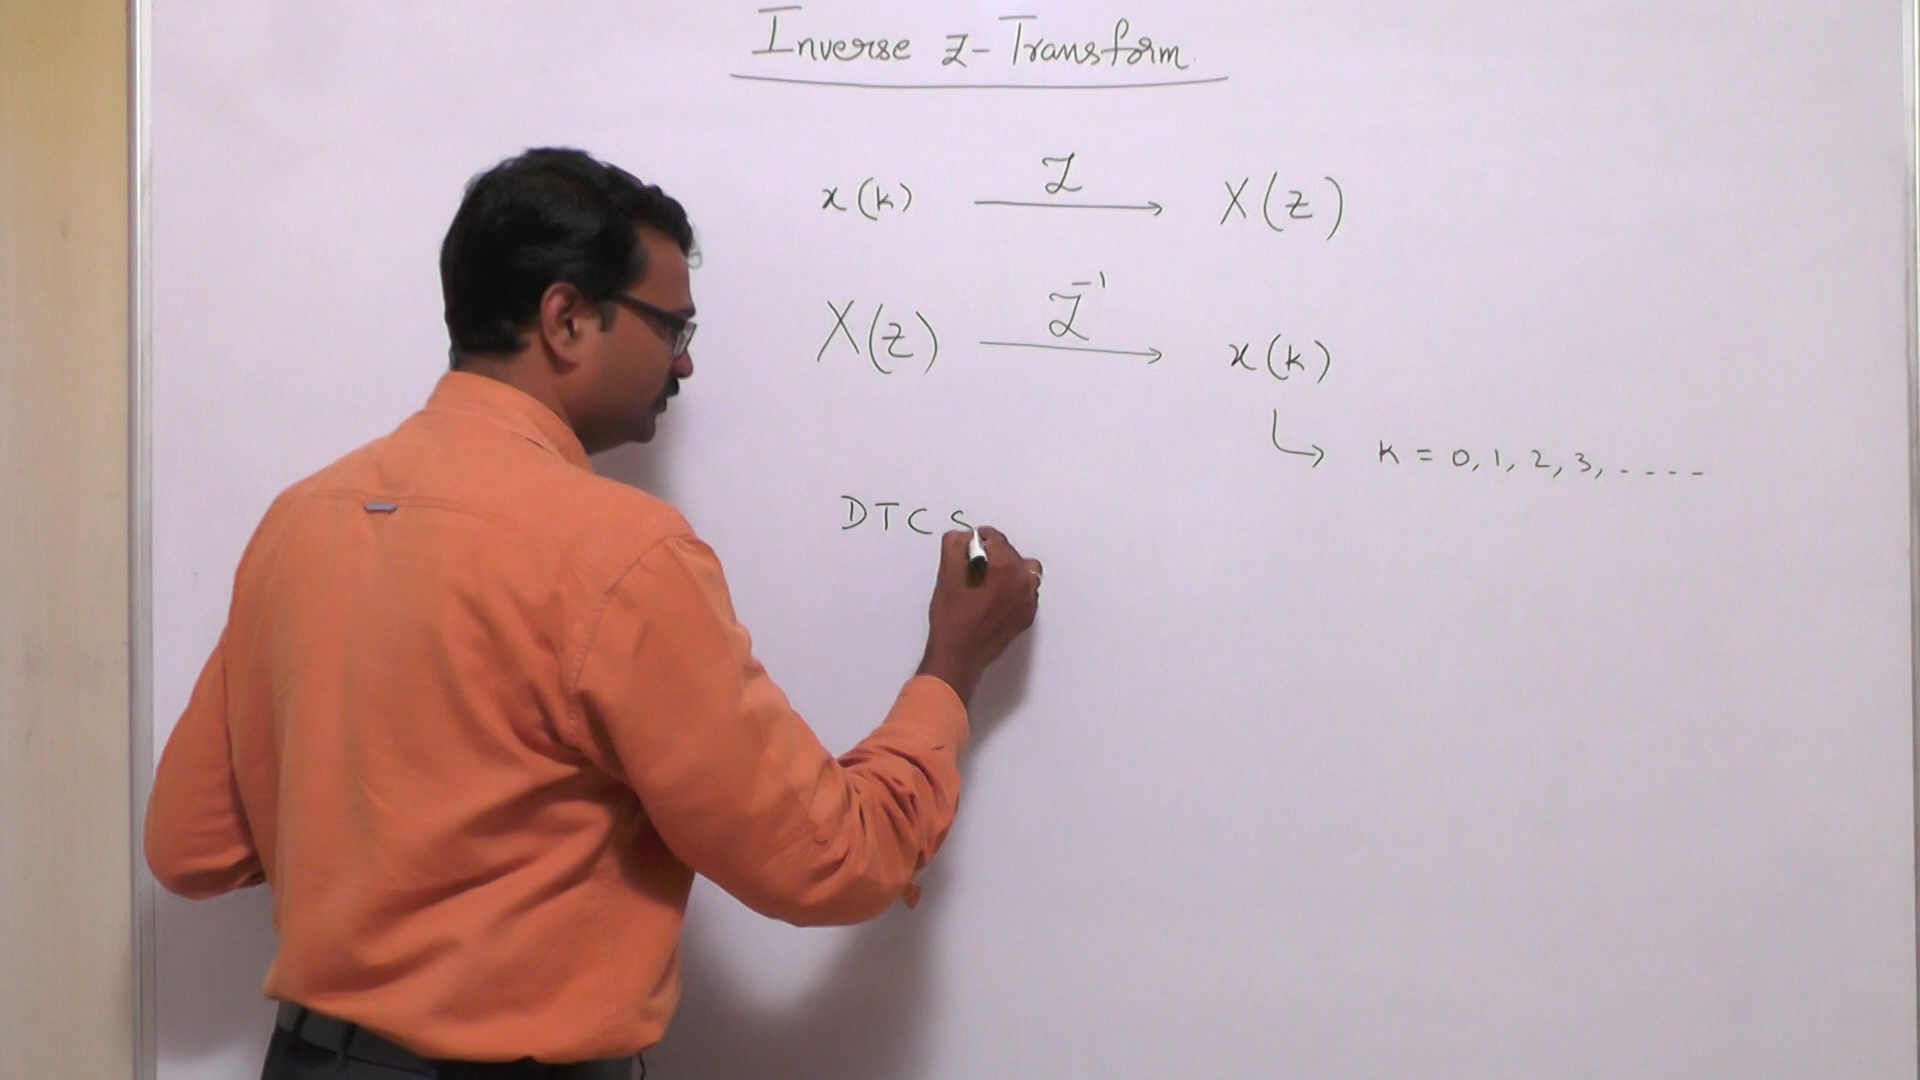 Inverse Z-Transform
x(k) Z → X(z)
X(z) Z⁻¹ → x(k)
↳ k = 0, 1, 2, 3, ....
DTCS